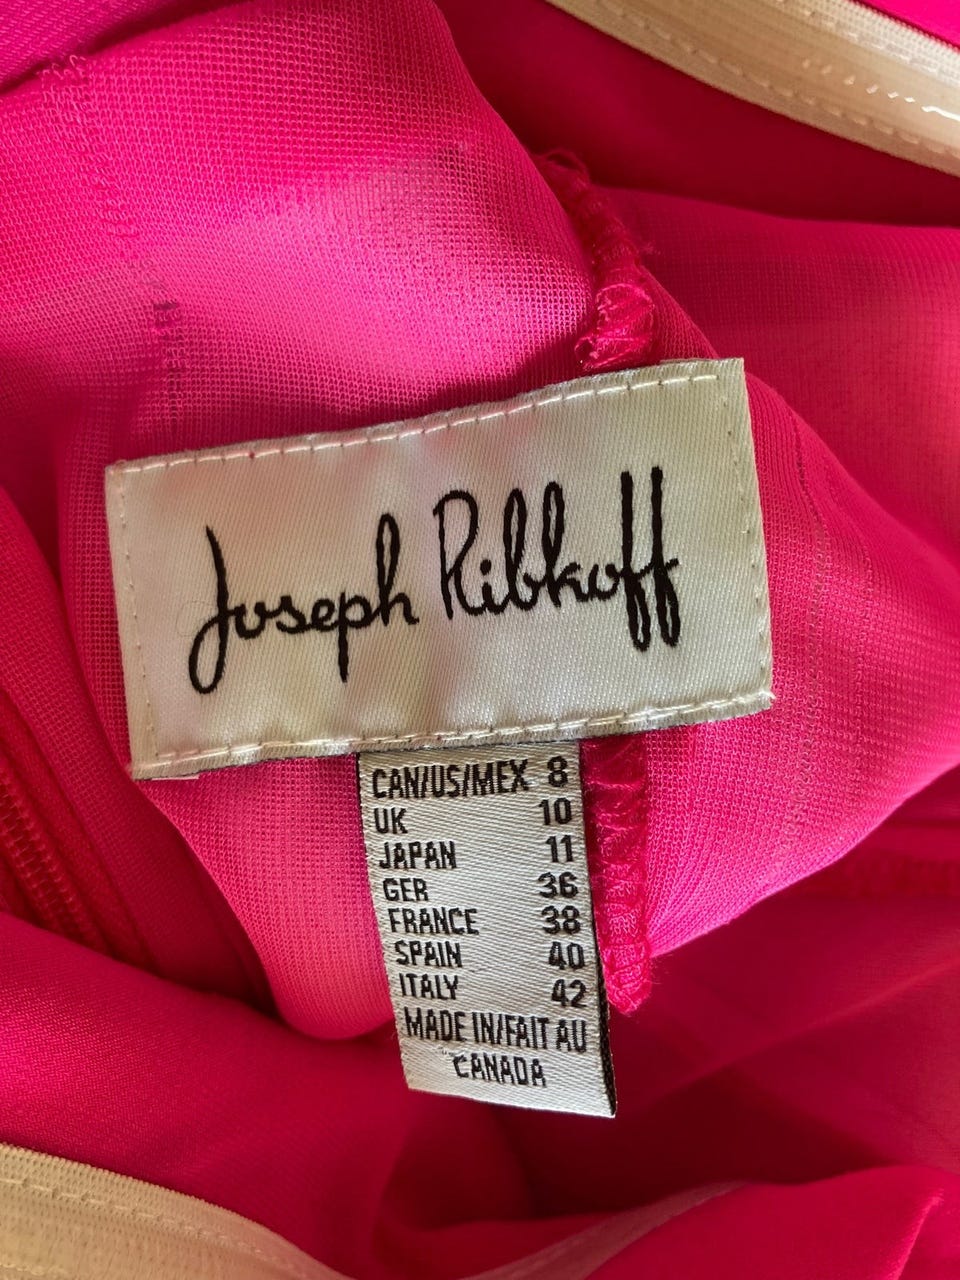 Joseph Ribkoff
CAN/US/MEX 8
UK 10
JAPAN 11
GER 36
FRANCE 38
SPAIN 40
ITALY 42
MADE IN/FAIT AU
CANADA